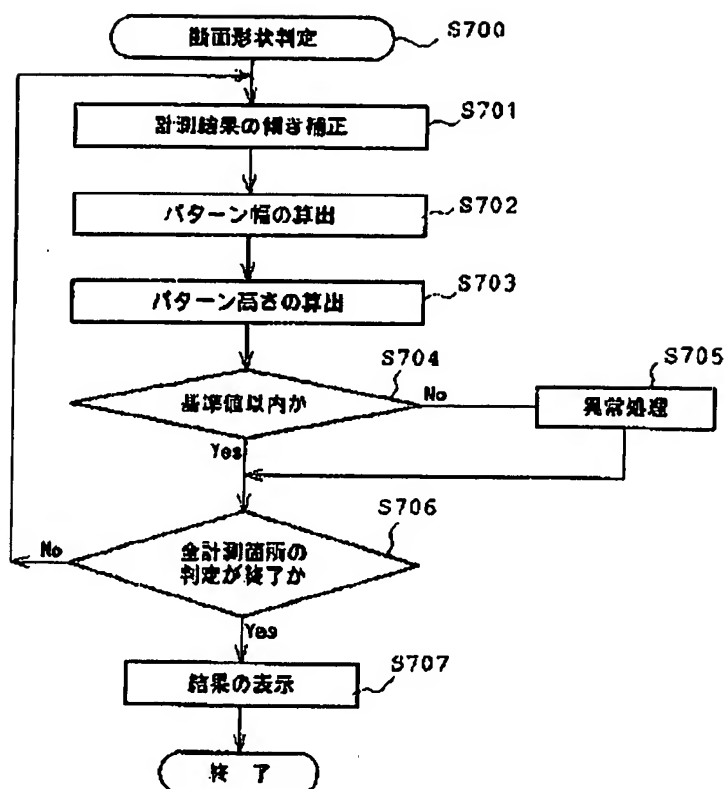 断面形状判定
S700
計測結果の傾き補正
S701
パターン幅の算出
S702
パターン高さの算出
S703
基準値以内か
S704
No
異常処理
S705
Yes
全計測箇所の
判定が終了か
S706
No
Yes
結果の表示
S707
終 了